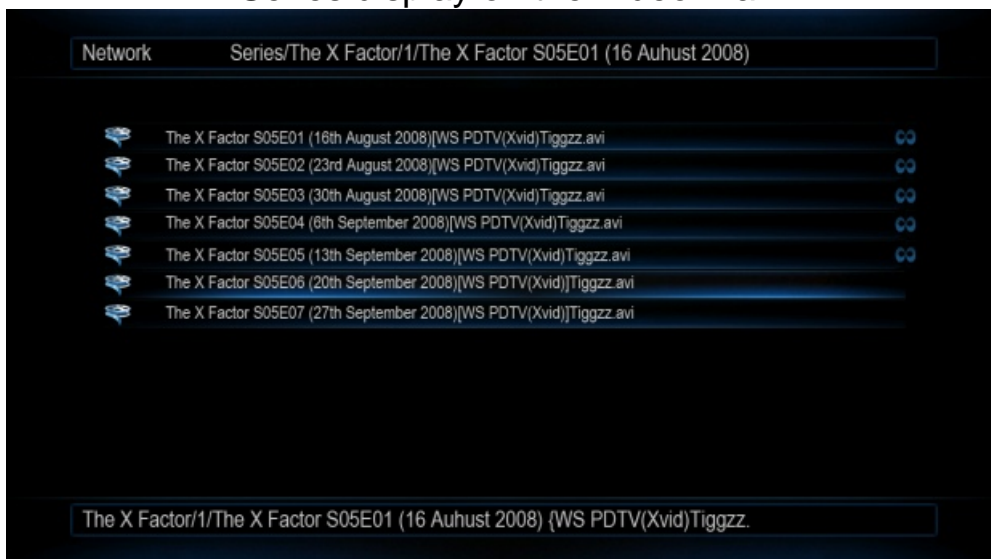 Network Series/The X Factor/1/The X Factor S05E01 (16 Auhust 2008)
The X Factor S05E01 (16th August 2008)[WS PDTV(Xvid)Tiggzz.avi
The X Factor S05E02 (23rd August 2008)[WS PDTV(Xvid)Tiggzz.avi
The X Factor S05E03 (30th August 2008)[WS PDTV(Xvid)Tiggzz.avi
The X Factor S05E04 (6th September 2008)[WS PDTV(Xvid)Tiggzz.avi
The X Factor S05E05 (13th September 2008)[WS PDTV(Xvid)Tiggzz.avi
The X Factor S05E06 (20th September 2008)[WS PDTV(Xvid)]Tiggzz.avi
The X Factor S05E07 (27th September 2008)[WS PDTV(Xvid)]Tiggzz.avi
The X Factor/1/The X Factor S05E01 (16 Auhust 2008) {WS PDTV(Xvid)Tiggzz.